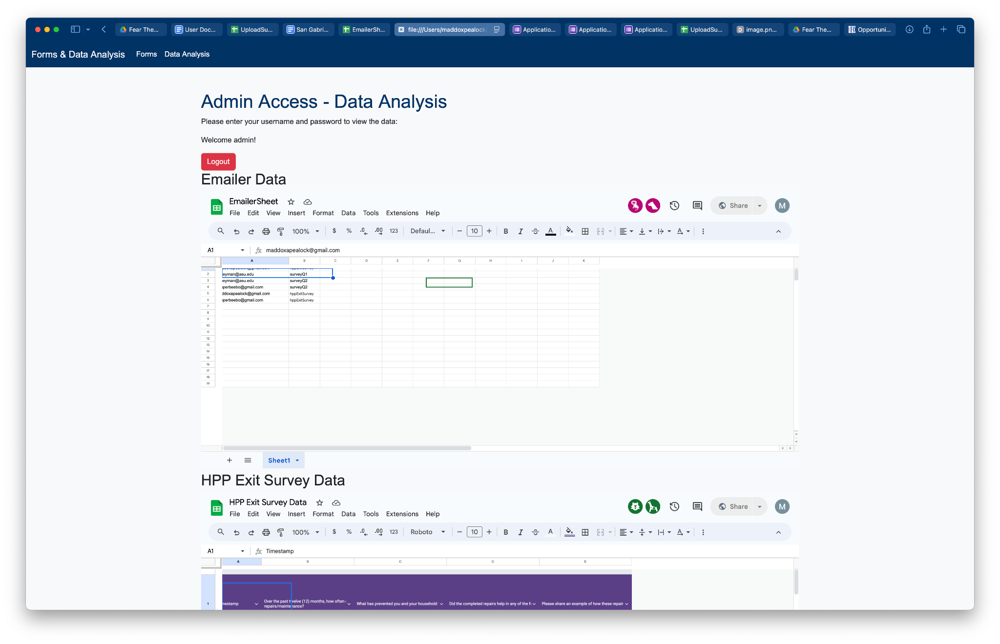 Fear The...
User Doc...
UploadSu...
San Gabri...
EmailerSh...
file:///Users/maddoxpealock/
Applicatio...
Applicatio...
Applicatio...
UploadSu...
image.pn...
Fear The...
Opportuni...
Forms & Data Analysis Forms Data Analysis
Admin Access - Data Analysis
Please enter your username and password to view the data:
Welcome admin!
Logout
Emailer Data
EmailerSheet
Share M
File Edit View Insert Format Data Tools Extensions Help
100% $ % .0 .00 123 Defaul... − 10 + B I A
A1 fx maddoxapealock@gmail.com
A B C D E F G H I J K
2 eyman@asu.edu surveyQ1
3 eyman@asu.edu surveyQ2
4 perbeebo@gmail.com surveyQ2
5 ddoxapealock@gmail.com hppExitSurvey
6 perbeebo@gmail.com hppExitSurvey
7
8
9
10
11
12
13
14
15
16
17
18
19
+ Sheet1
HPP Exit Survey Data
HPP Exit Survey Data
Share M
File Edit View Insert Format Data Tools Extensions Help
100% $ % .0 .00 123 Roboto − 10 + B I A
A1 fx Timestamp
A B C D E
1 nestamp
Over the past twelve (12) months, how often
repairs/maintenance?
What has prevented you and your household
Did the completed repairs help in any of the f
Please share an example of how these repair